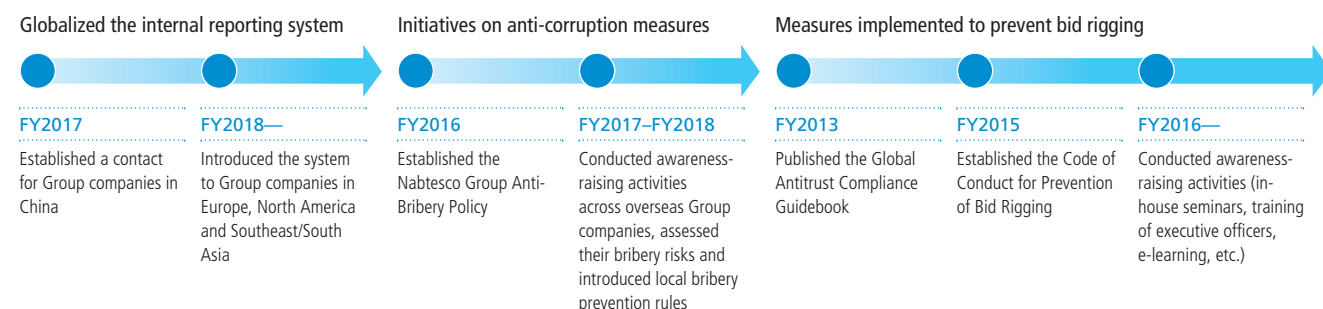 Globalized the internal reporting system
FY2017
Established a contact
for Group companies in
China
FY2018—
Introduced the system
to Group companies in
Europe, North America
and Southeast/South
Asia
Initiatives on anti-corruption measures
FY2016
Established the
Nabtesco Group Anti-
Bribery Policy
FY2017–FY2018
Conducted awareness-
raising activities
across overseas Group
companies, assessed
their bribery risks and
introduced local bribery
prevention rules
Measures implemented to prevent bid rigging
FY2013
Published the Global
Antitrust Compliance
Guidebook
FY2015
Established the Code of
Conduct for Prevention
of Bid Rigging
FY2016—
Conducted awareness-
raising activities (in-
house seminars, training
of executive officers,
e-learning, etc.)